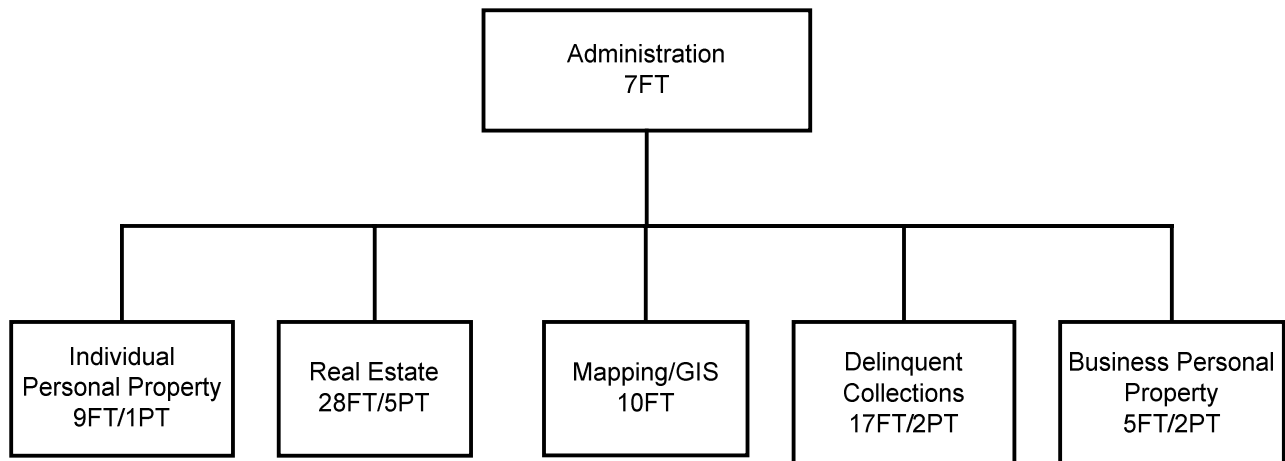 Administration
7FT
Individual
Personal Property
9FT/1PT
Real Estate
28FT/5PT
Mapping/GIS
10FT
Delinquent
Collections
17FT/2PT
Business Personal
Property
5FT/2PT